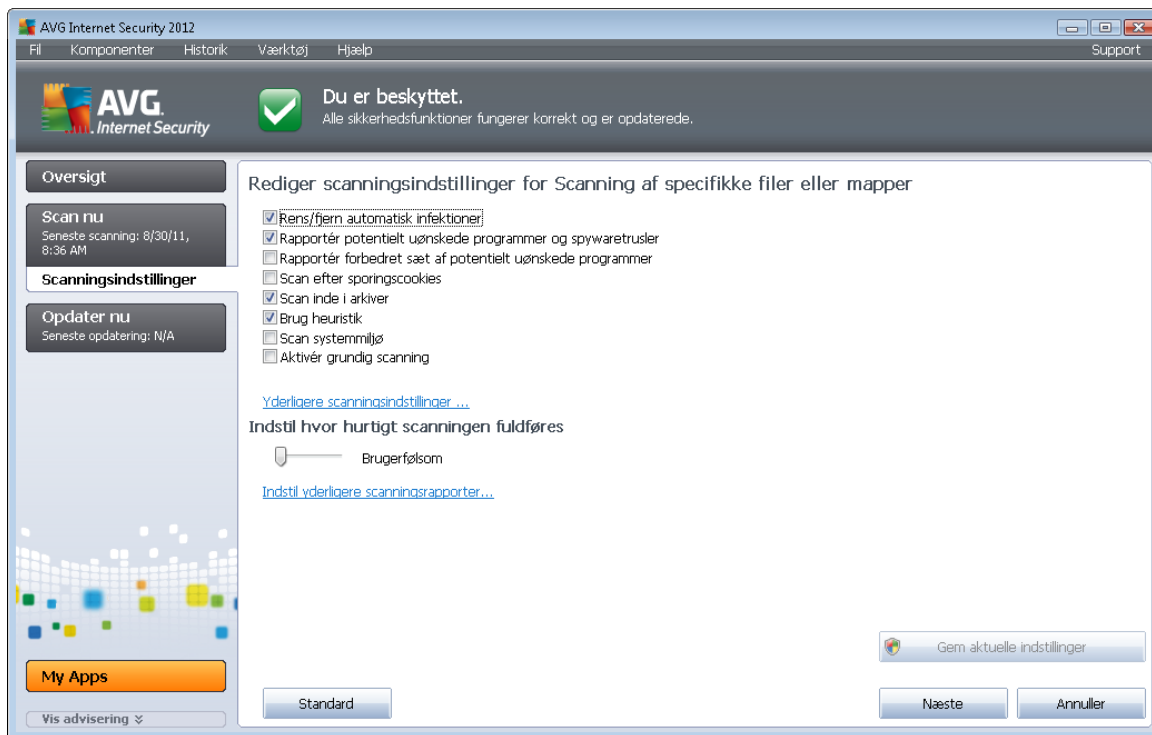 AVG Internet Security 2012
Fil Komponenter Historik Værktøj Hjælp Support
AVG.
Internet Security
Du er beskyttet.
Alle sikkerhedsfunktioner fungerer korrekt og er opdaterede.
Oversigt
Scan nu
Seneste scanning: 8/30/11,
8:36 AM
Scanningsindstillinger
Opdater nu
Seneste opdatering: N/A
My Apps
Vis advisering
Rediger scanningsindstillinger for Scanning af specifikke filer eller mapper
Rens/fjern automatisk infektioner
Rapportér potentielt uønskede programmer og spywaretrusler
Rapportér forbedret sæt af potentielt uønskede programmer
Scan efter sporingscookies
Scan inde i arkiver
Brug heuristik
Scan systemmiljø
Aktivér grundig scanning
Yderligere scanningsindstillinger ...
Indstil hvor hurtigt scanningen fuldføres
Brugerfølsom
Indstil yderligere scanningsrapporter...
Gem aktuelle indstillinger
Standard Næste Annuller